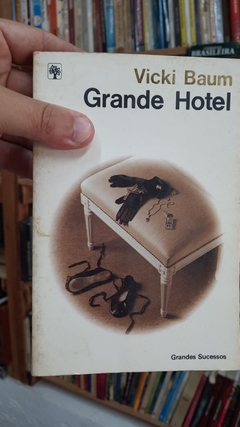 BRASILEIRA
Vicki Baum
Grande Hotel
Grandes Sucessos